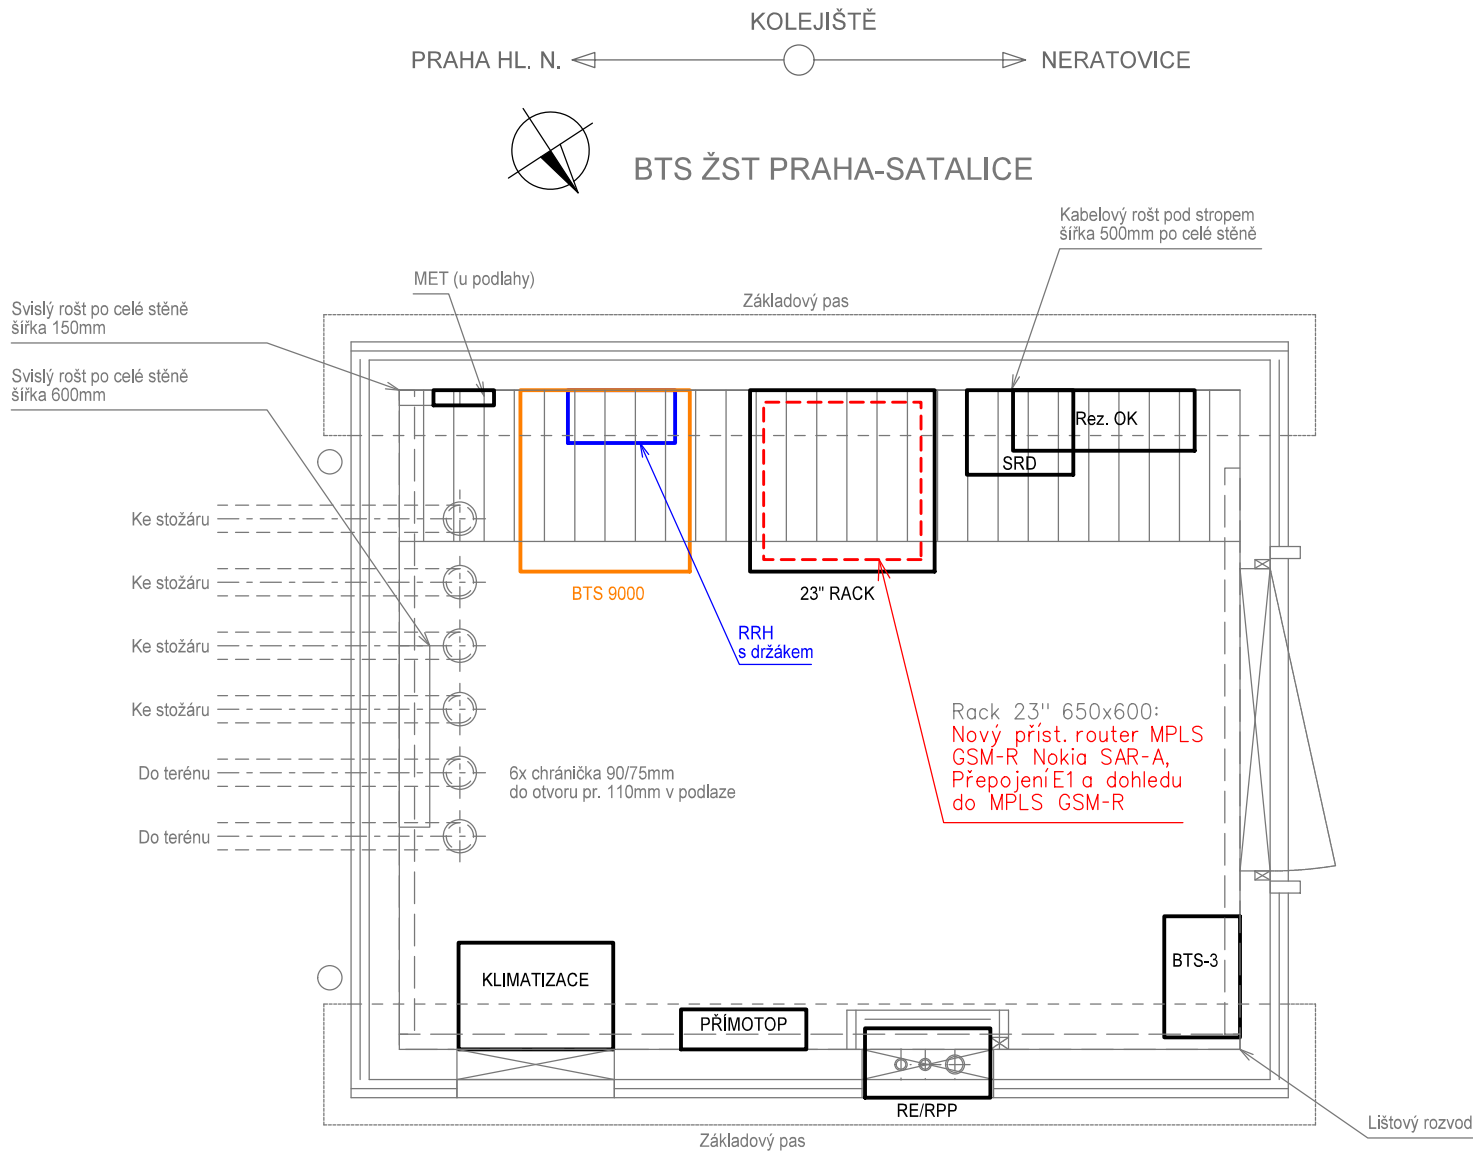 KOLEJIŠTĚ
PRAHA HL. N.
NERATOVICE
BTS ŽST PRAHA-SATALICE
Kabelový rošt pod stropem
šířka 500mm po celé stěně
MET (u podlahy)
Základový pas
Svislý rošt po celé stěně
šířka 150mm
Svislý rošt po celé stěně
šířka 600mm
Rez. OK
SRD
Ke stožáru
Ke stožáru
Ke stožáru
Ke stožáru
Do terénu
Do terénu
BTS 9000
23" RACK
RRH
s držákem
Rack 23" 650x600:
Nový příst. router MPLS
GSM-R Nokia SAR-A,
Přepojení E1 a dohledu
do MPLS GSM-R
6x chránička 90/75mm
do otvoru pr. 110mm v podlaze
KLIMATIZACE
PŘÍMOTOP
BTS-3
RE/RPP
Lištový rozvod
Základový pas